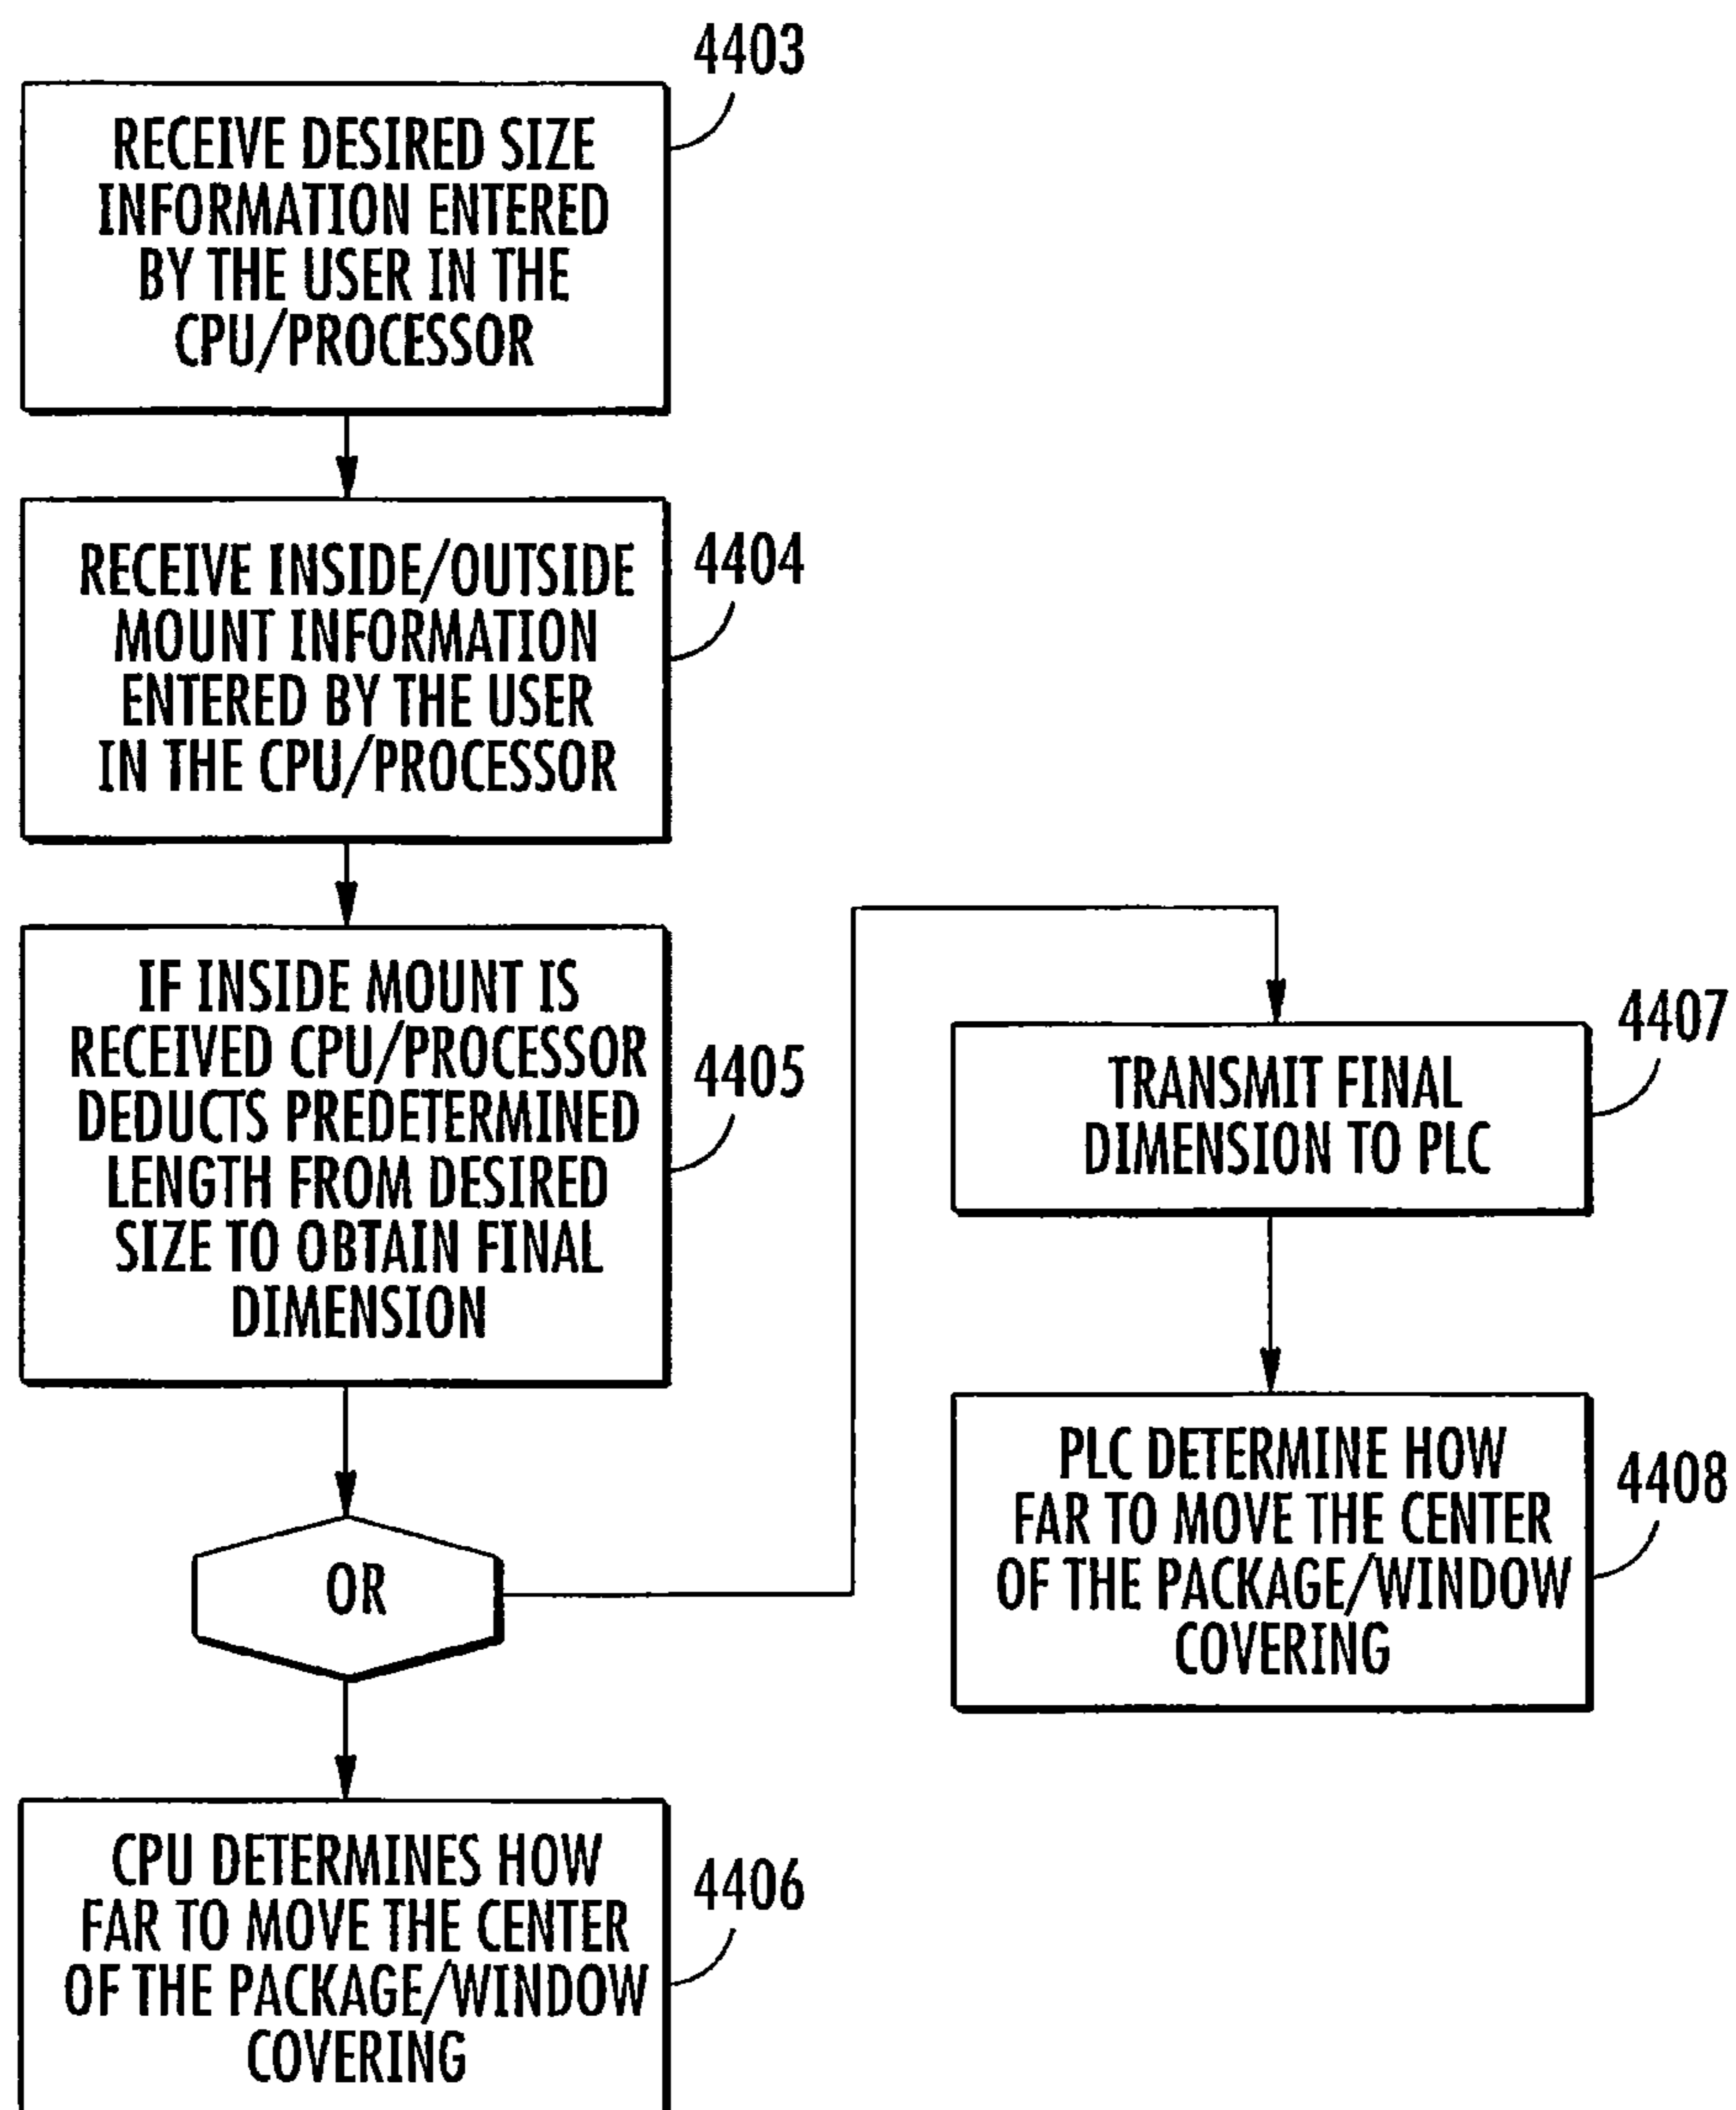 4403
RECEIVE DESIRED SIZE
INFORMATION ENTERED
BY THE USER IN THE
CPU/PROCESSOR
4404
RECEIVE INSIDE/OUTSIDE
MOUNT INFORMATION
ENTERED BY THE USER
IN THE CPU/PROCESSOR
4405
IF INSIDE MOUNT IS
RECEIVED CPU/PROCESSOR
DEDUCTS PREDETERMINED
LENGTH FROM DESIRED
SIZE TO OBTAIN FINAL
DIMENSION
OR
4406
CPU DETERMINES HOW
FAR TO MOVE THE CENTER
OF THE PACKAGE/WINDOW
COVERING
4407
TRANSMIT FINAL
DIMENSION TO PLC
4408
PLC DETERMINE HOW
FAR TO MOVE THE CENTER
OF THE PACKAGE/WINDOW
COVERING